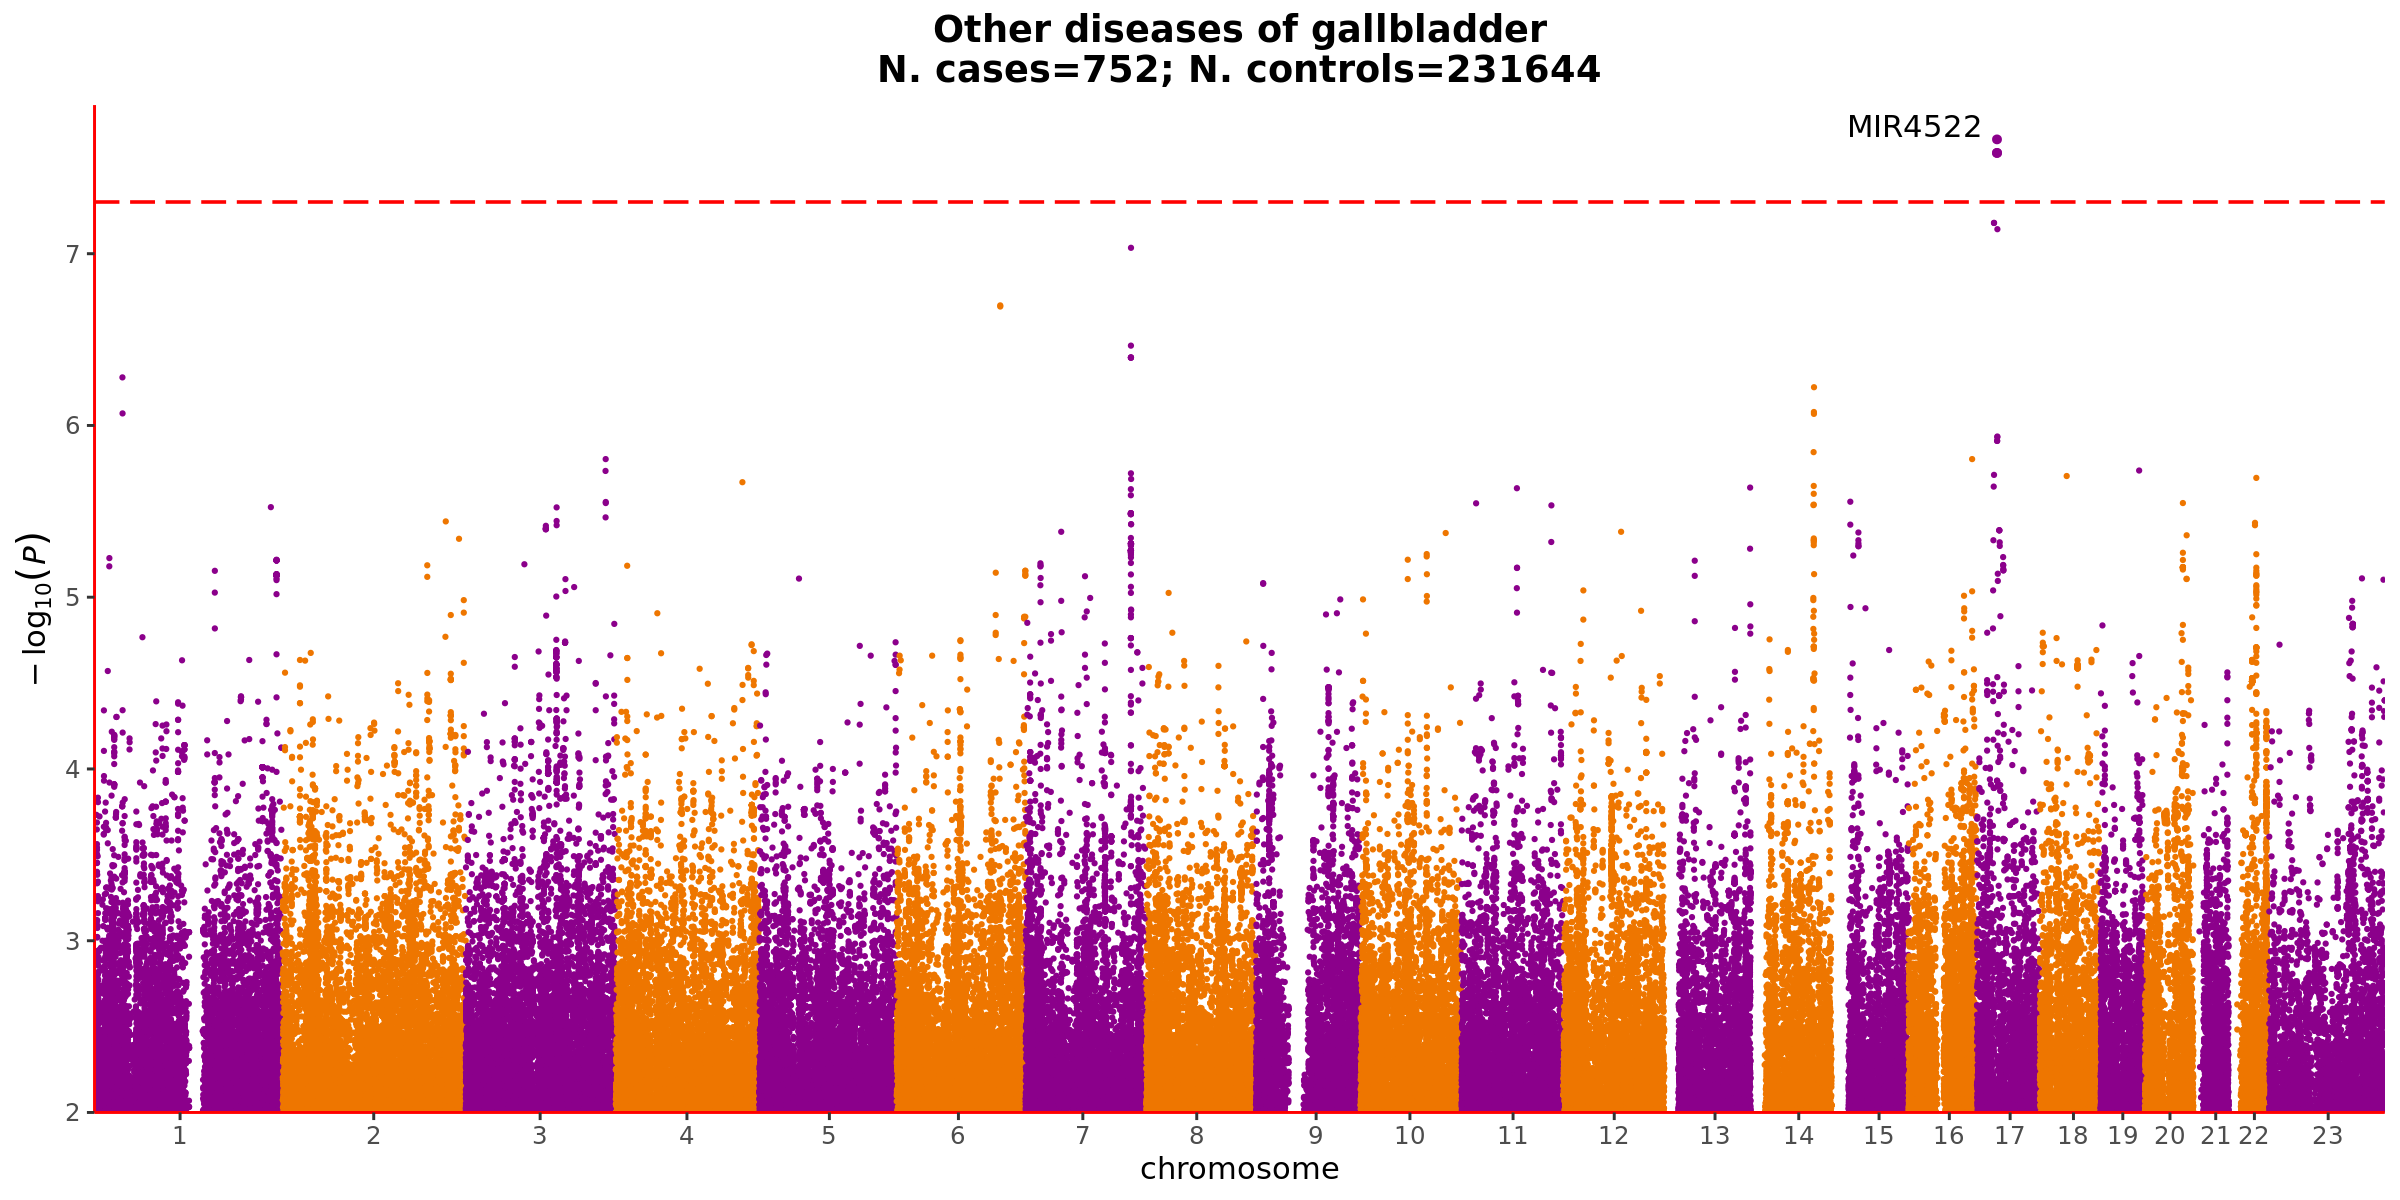 Other diseases of gallbladder
N. cases=752; N. controls=231644
MIR4522
7
6
5
4
3
2
− log10(P)
1 2 3 4 5 6 7 8 9 10 11 12 13 14 15 16 17 18 19 20 21 22 23
chromosome